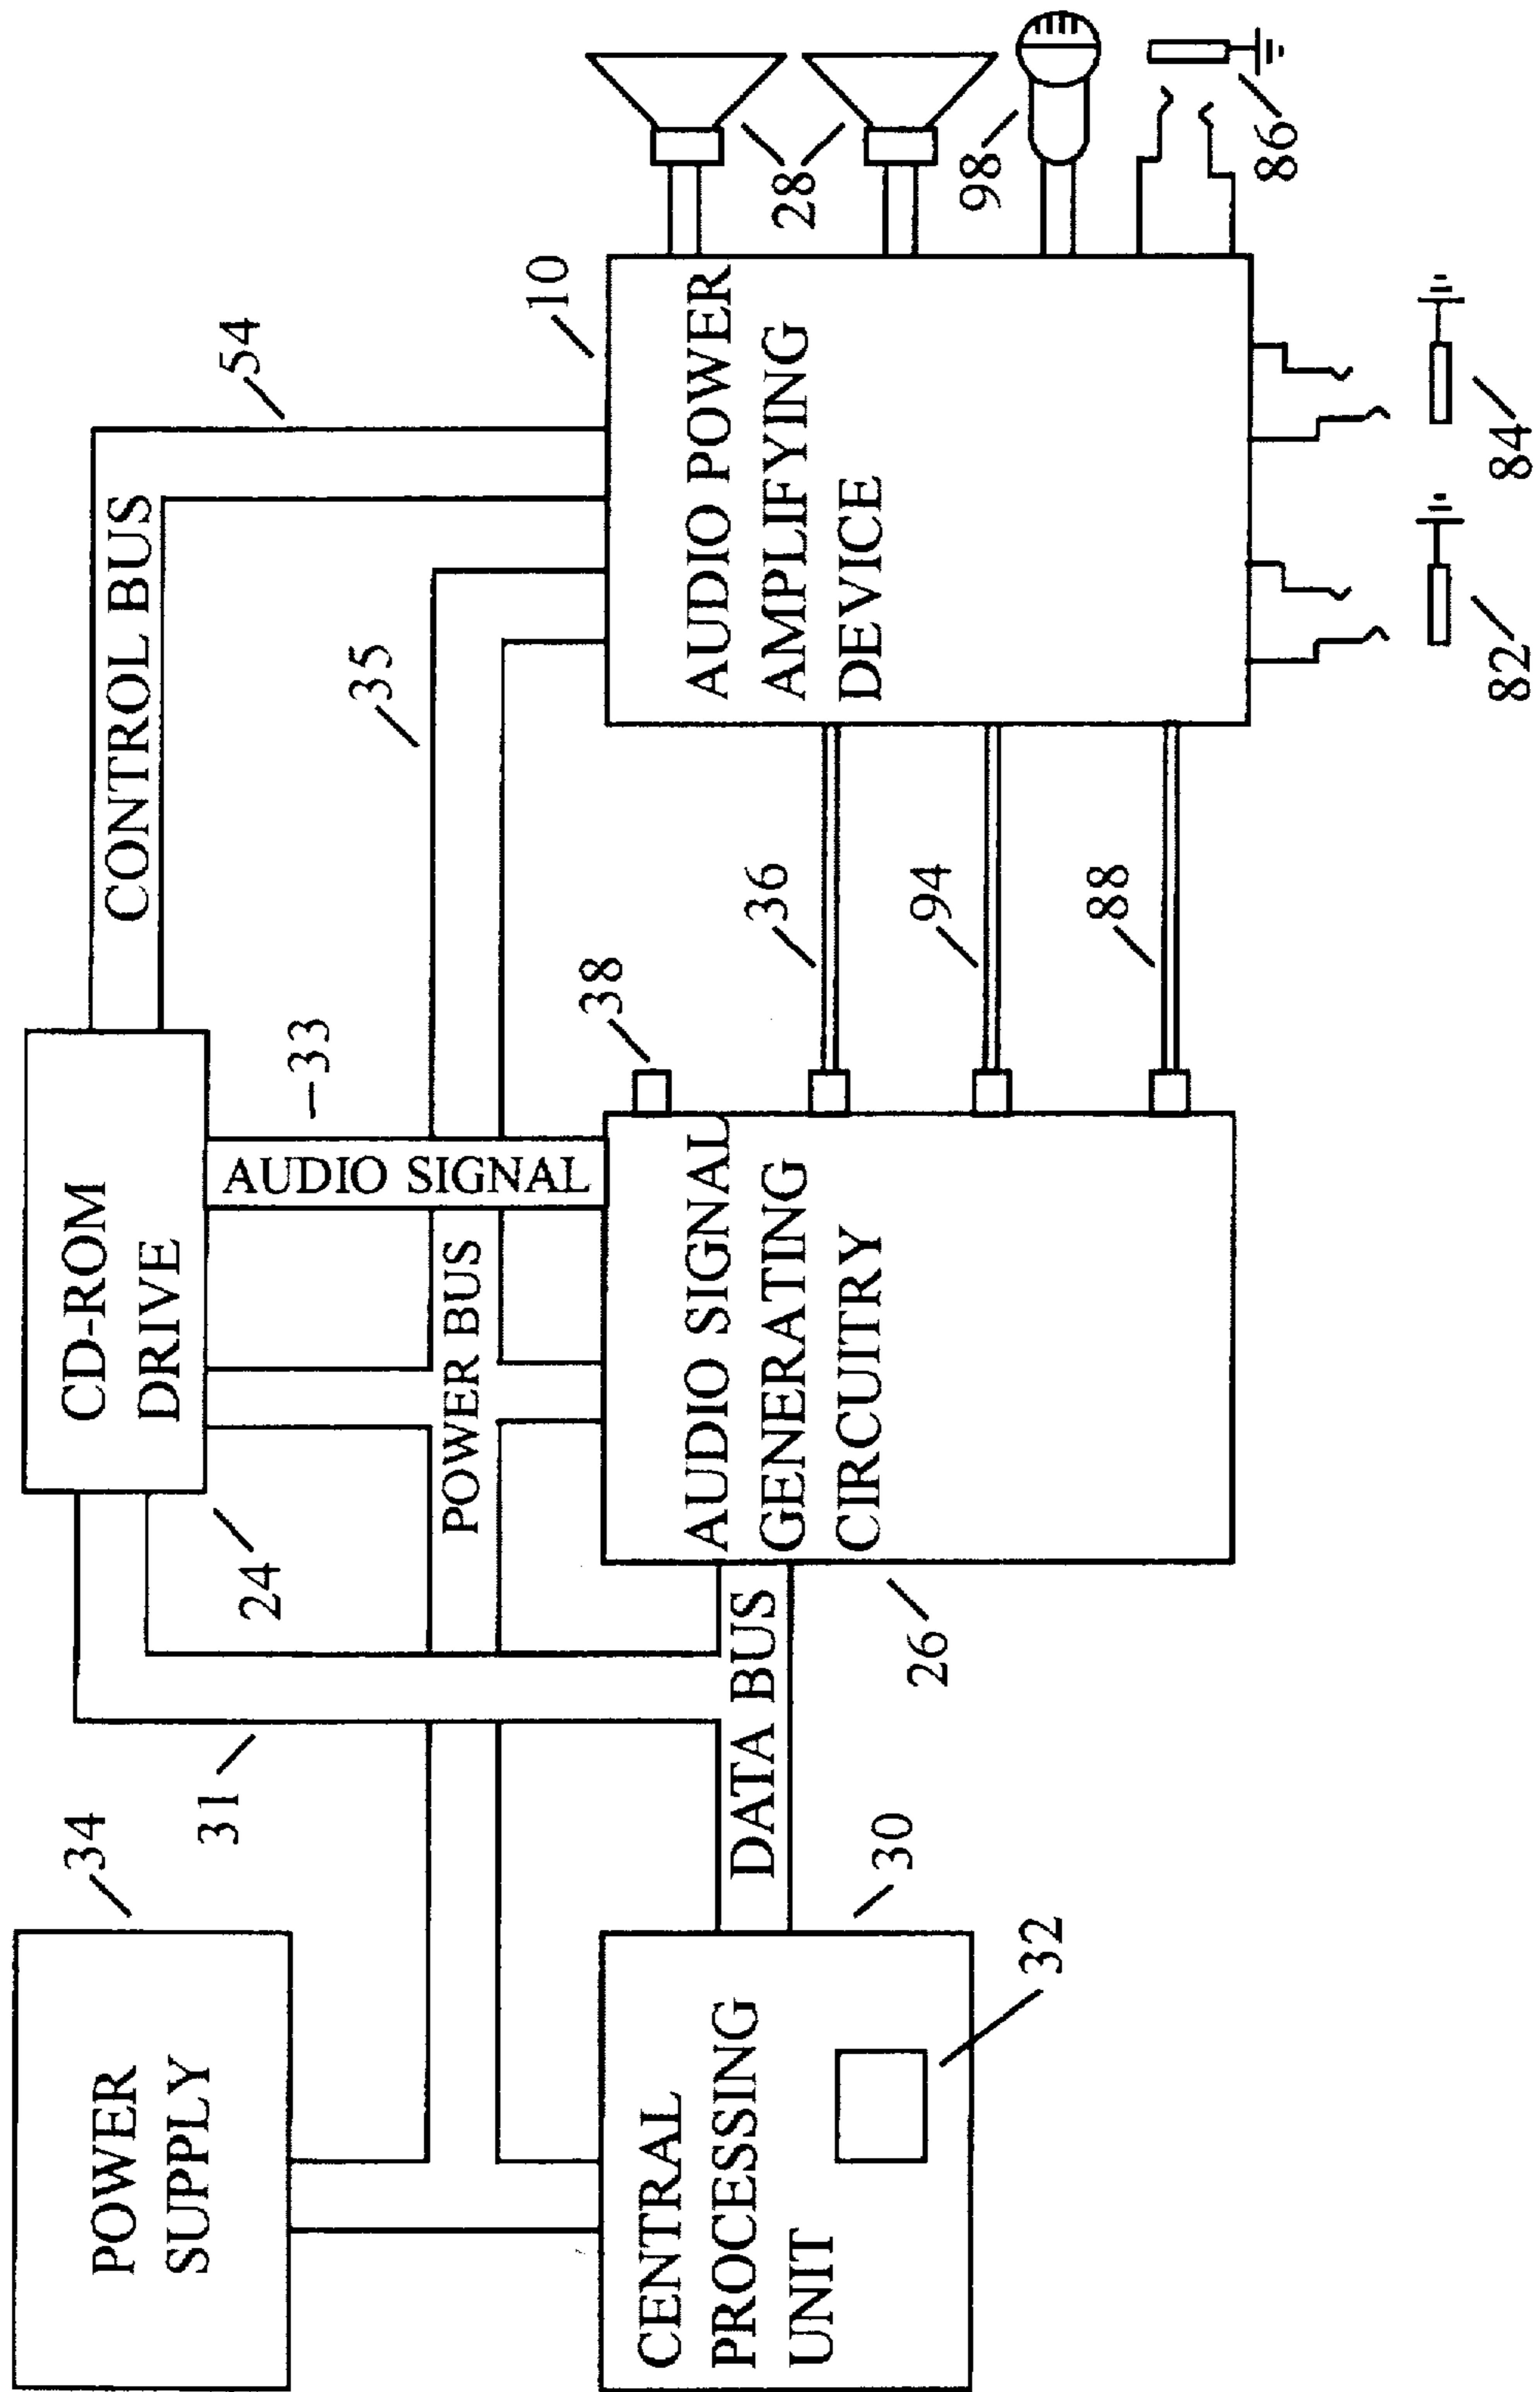 POWER
SUPPLY
34
31
CD-ROM
DRIVE
24
33
CONTROL BUS
54
35
AUDIO SIGNAL
POWER BUS
CENTRAL
PROCESSING
UNIT
30
32
DATA BUS
AUDIO SIGNAL
GENERATING
CIRCUITRY
26
38
36
94
88
AUDIO POWER
AMPLIFYING
DEVICE
10
28
98
86
82
84